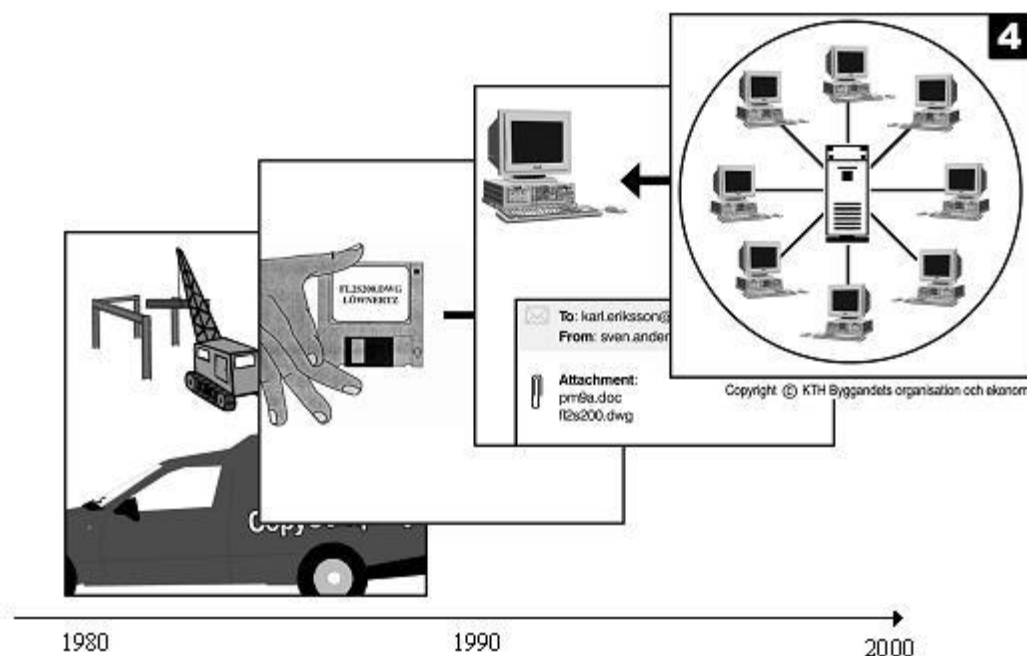 4
FL25200.DWG
LÖWNERTZ
To: karl.eriksson@
From: sven.ander
Attachment:
pm9a.doc
fl2s200.dwg
Copyright © KTH Byggandets organisation och ekonom
1980
1990
2000